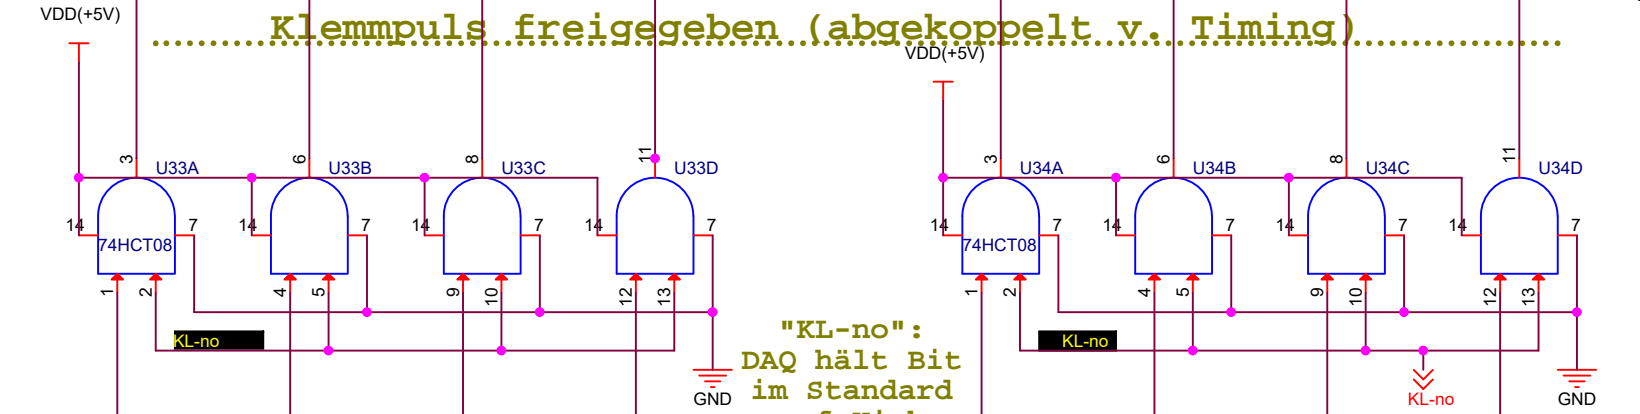 VDD(+5V)
Klemmpuls freigegeben (abgekoppelt v. Timing)
VDD(+5V)
3 U33A 6 U33B 8 U33C 11 U33D 3 U34A 6 U34B 8 U34C 11 U34D
14 7 14 7 14 7 14 7 14 7 14 7 14 7 14 7
74HCT08 74HCT08
1 2 4 5 9 10 12 13 1 2 4 5 9 10 12 13
KL-no KL-no
"KL-no":
DAQ hält Bit
im Standard
GND KL-no GND